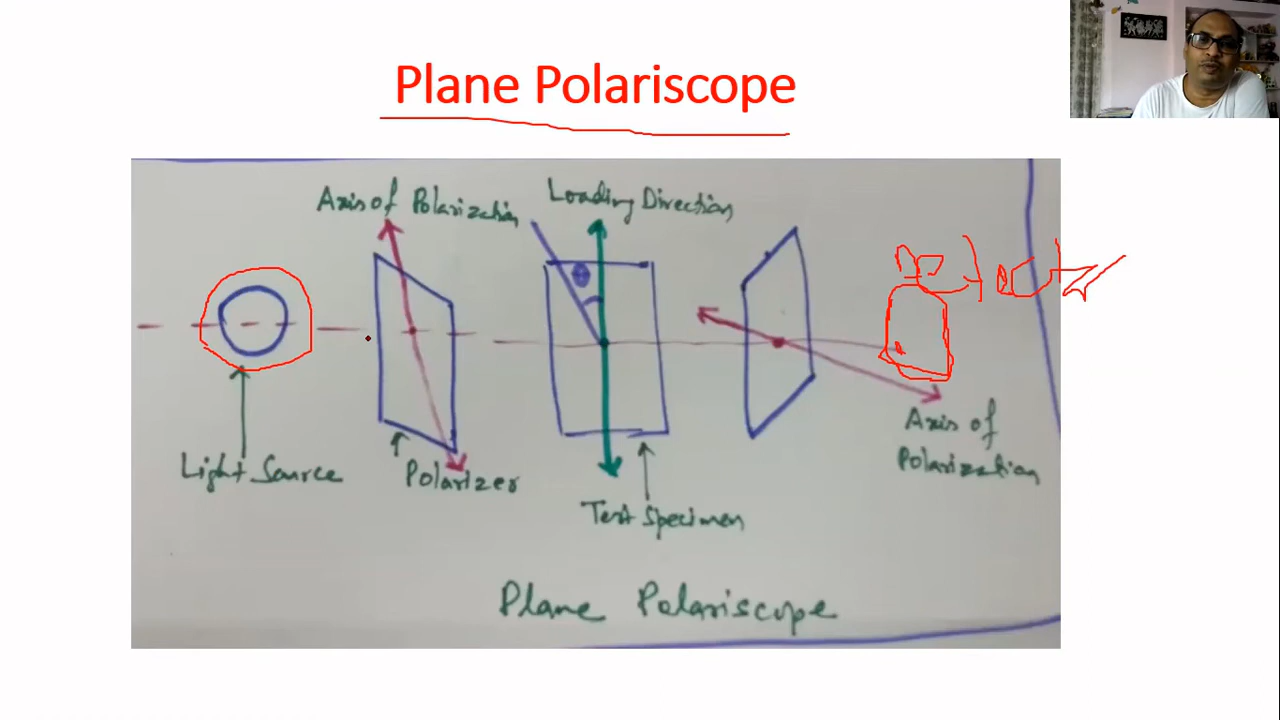 Plane Polariscope
Axis of Polarization
Loading Direction
θ
Light Source
Polarizer
Test Specimen
Axis of
Polarization
Plane Polariscope